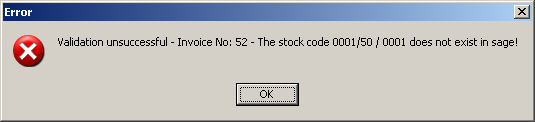 Error
Validation unsuccessful - Invoice No: 52 - The stock code 0001/50 / 0001 does not exist in sage!
OK